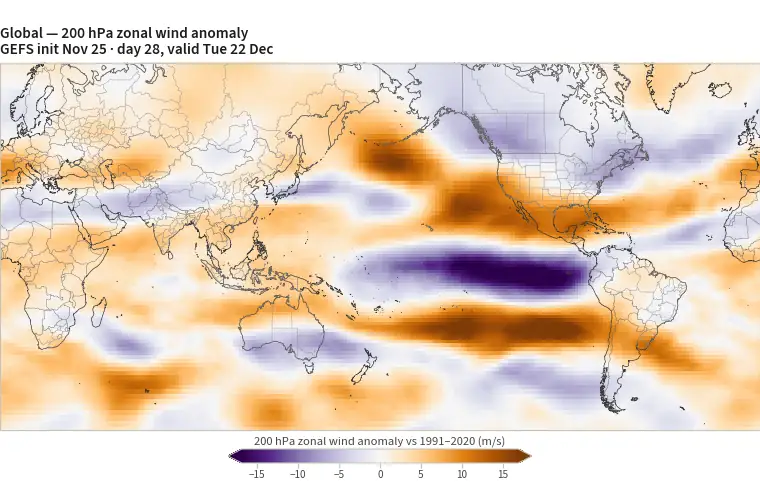 Global — 200 hPa zonal wind anomaly
GEFS init Nov 25 · day 28, valid Tue 22 Dec
200 hPa zonal wind anomaly vs 1991–2020 (m/s)
−15 −10 −5 0 5 10 15